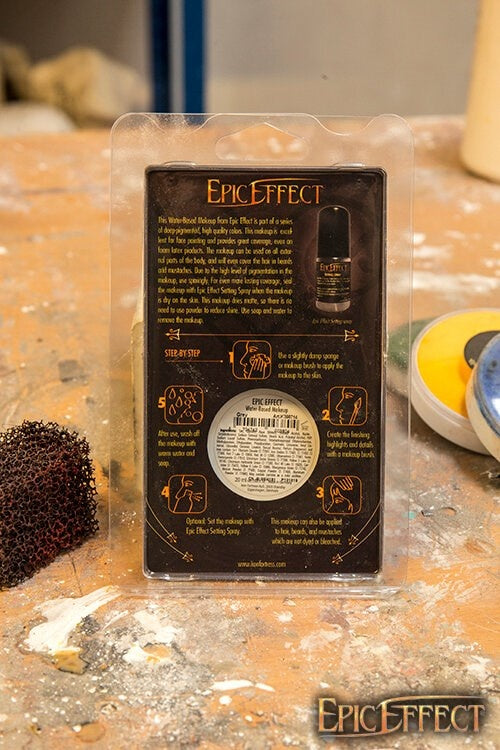 EPIC EFFECT
This Water-Based Makeup from Epic Effect is part of a series
of deep-pigmented, high quality colors. This makeup is excel
lent for face painting and provides great coverage, even on
foam latex products. The makeup can be used on all exter
nal parts of the body, and will even cover the hair in beards
and mustaches. Due to the high level of pigmentation in the
makeup, use sparingly. For even more lasting coverage, seal
the makeup with Epic Effect Setting Spray when the makeup
is dry on the skin. This makeup dries matte, so there is no
need to use powder to reduce shine. Use soap and water to
remove the makeup.
EPIC EFFECT
Epic Effect Setting spray
STEP-BY-STEP
1
Use a slightly damp sponge
or makeup brush to apply the
makeup to the skin.
5
After use, wash off
the makeup with
warm water and
soap.
EPIC EFFECT
Water-Based Makeup
Grey
20 ml
Copenhagen, Denmark
2
Create the finishing
highlights and details
with a makeup brush.
4
Optional: Set the makeup with
Epic Effect Setting Spray.
3
This makeup can also be applied
to hair, beards, and mustaches
which are not dyed or bleached.
www.ironfortress.com
EPIC EFFECT